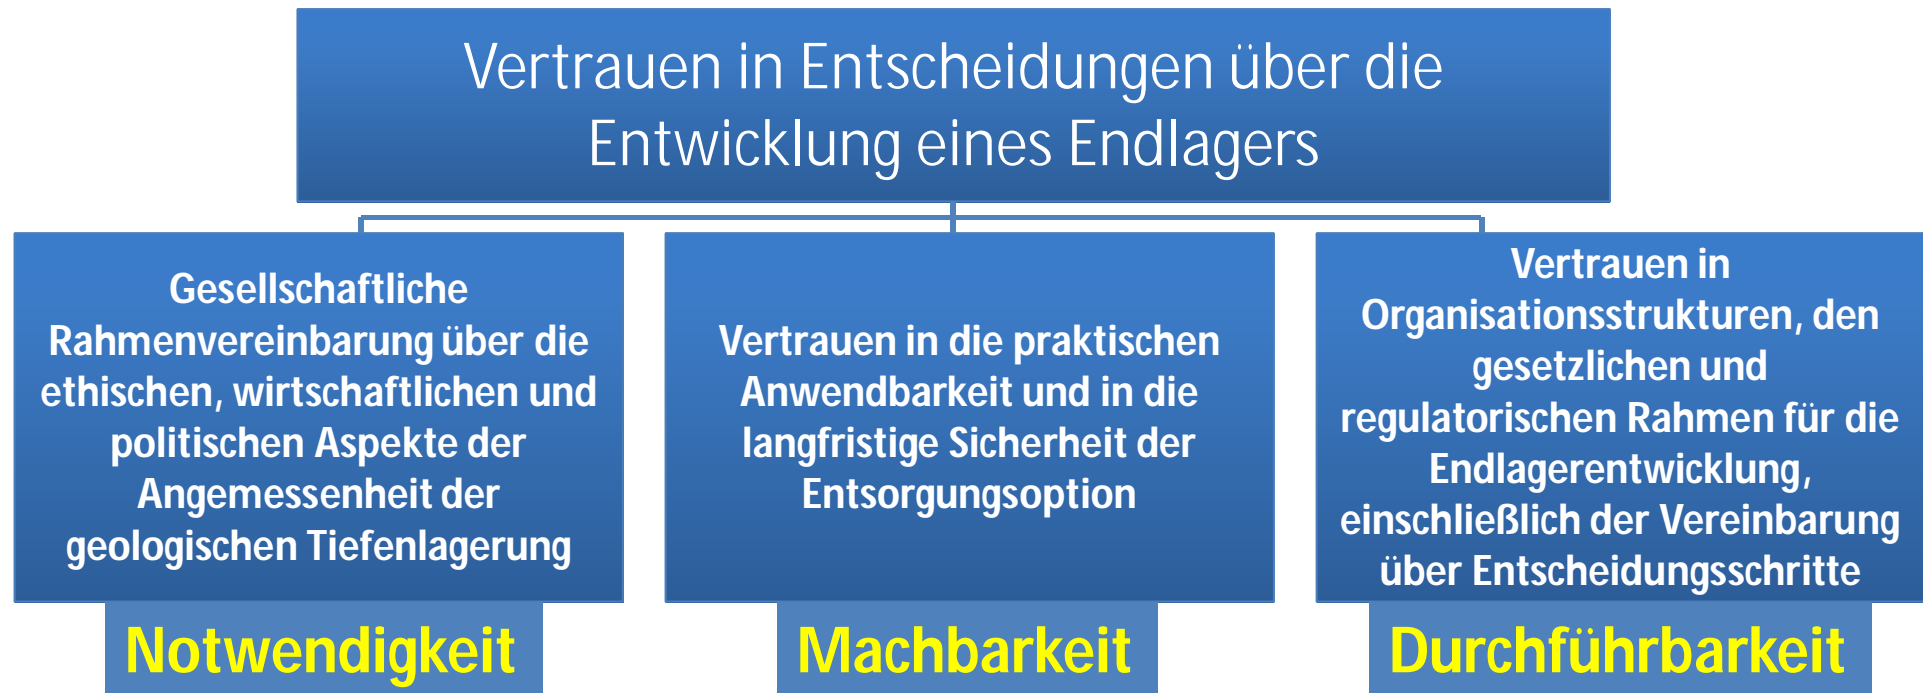 Vertrauen in Entscheidungen über die
Entwicklung eines Endlagers
Gesellschaftliche
Rahmenvereinbarung über die
ethischen, wirtschaftlichen und
politischen Aspekte der
Angemessenheit der
geologischen Tiefenlagerung
Notwendigkeit
Vertrauen in die praktischen
Anwendbarkeit und in die
langfristige Sicherheit der
Entsorgungsoption
Machbarkeit
Vertrauen in
Organisationsstrukturen, den
gesetzlichen und
regulatorischen Rahmen für die
Endlagerentwicklung,
einschließlich der Vereinbarung
über Entscheidungsschritte
Durchführbarkeit